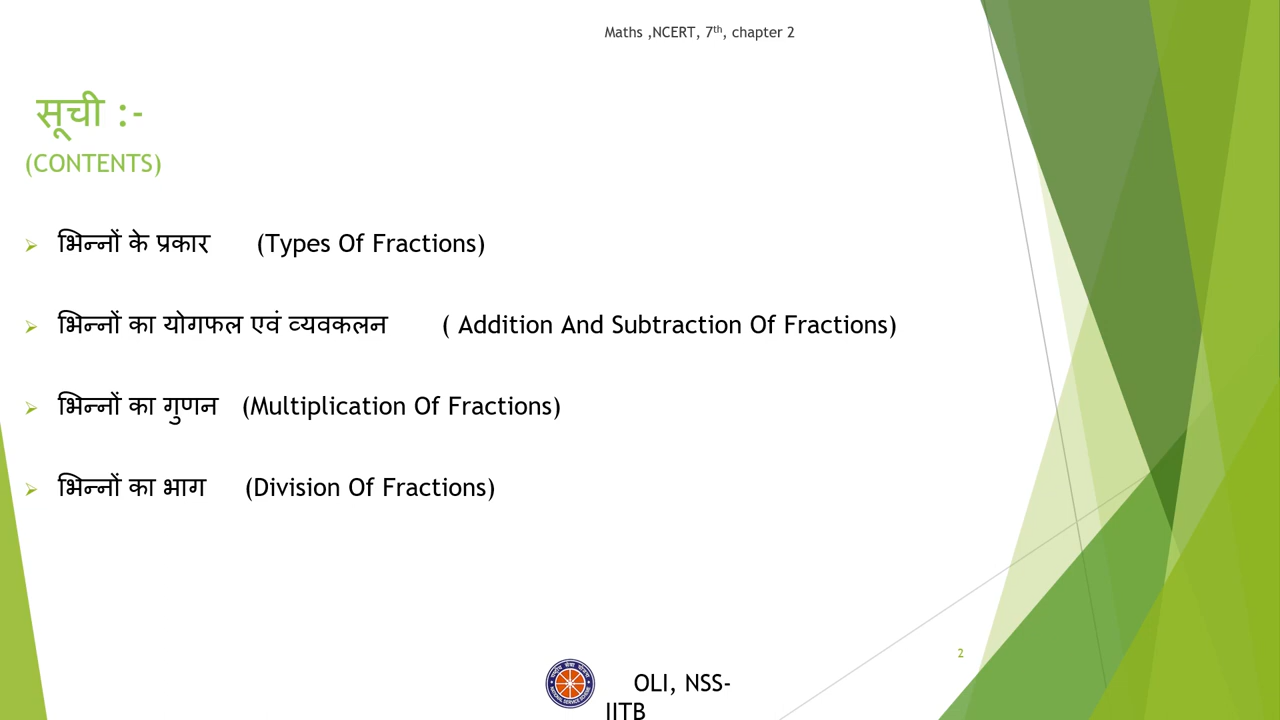 Maths ,NCERT, 7th, chapter 2
सूची :-
(CONTENTS)
भिन्नों के प्रकार (Types Of Fractions)
भिन्नों का योगफल एवं व्यवकलन ( Addition And Subtraction Of Fractions)
भिन्नों का गुणन (Multiplication Of Fractions)
भिन्नों का भाग (Division Of Fractions)
2
OLI, NSS-
IITB